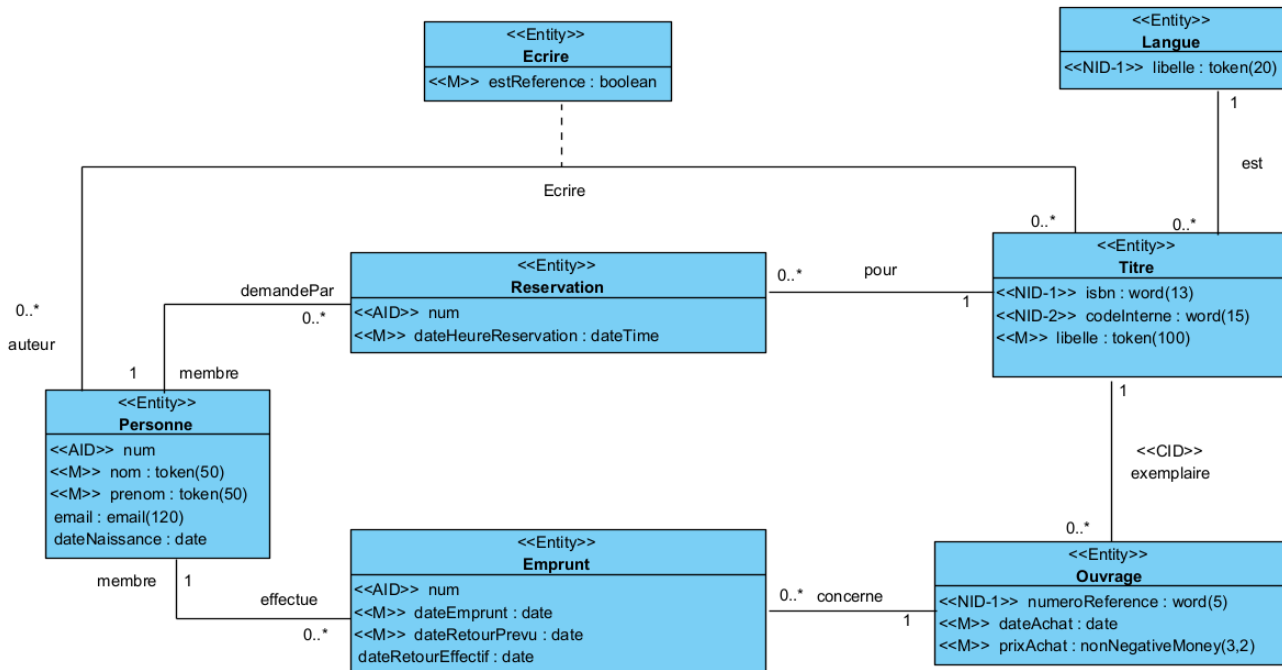 <<Entity>>
Ecrire
<<M>> estReference : boolean
<<Entity>>
Langue
<<NID-1>> libelle : token(20)
1
est
0..*
Ecrire
0..*
<<Entity>>
Titre
<<NID-1>> isbn : word(13)
<<NID-2>> codeInterne : word(15)
<<M>> libelle : token(100)
<<Entity>>
Reservation
<<AID>> num
<<M>> dateHeureReservation : dateTime
0..*
pour
1
demandePar
0..*
0..*
auteur
1
membre
<<Entity>>
Personne
<<AID>> num
<<M>> nom : token(50)
<<M>> prenom : token(50)
email : email(120)
dateNaissance : date
1
<<CID>>
exemplaire
0..*
membre
1
effectue
0..*
<<Entity>>
Emprunt
<<AID>> num
<<M>> dateEmprunt : date
<<M>> dateRetourPrevu : date
dateRetourEffectif : date
0..*
concerne
1
<<Entity>>
Ouvrage
<<NID-1>> numeroReference : word(5)
<<M>> dateAchat : date
<<M>> prixAchat : nonNegativeMoney(3,2)